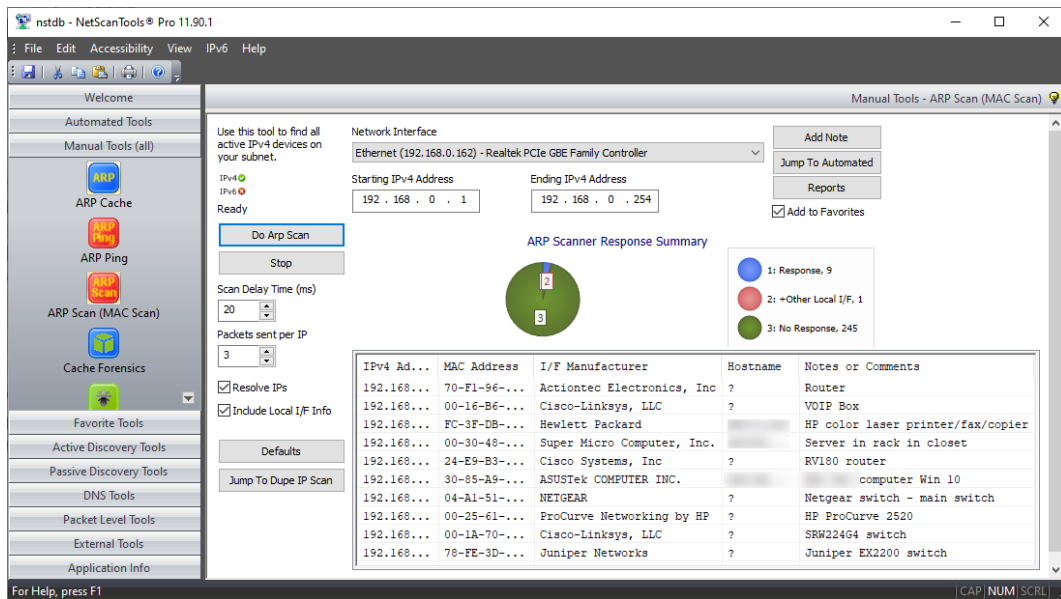 nstdb - NetScanTools® Pro 11.90.1
File Edit Accessibility View IPv6 Help
Welcome
Automated Tools
Manual Tools (all)
ARP
ARP Cache
ARP Ping
ARP Ping
ARP Scan
ARP Scan (MAC Scan)
Cache Forensics
Favorite Tools
Active Discovery Tools
Passive Discovery Tools
DNS Tools
Packet Level Tools
External Tools
Application Info
Manual Tools - ARP Scan (MAC Scan)
Use this tool to find all
active IPv4 devices on
your subnet.
IPv4
IPv6
Ready
Do Arp Scan
Stop
Scan Delay Time (ms)
20
Packets sent per IP
3
Resolve IPs
Include Local I/F Info
Defaults
Jump To Dupe IP Scan
Network Interface
Ethernet (192.168.0.162) - Realtek PCIe GBE Family Controller
Starting IPv4 Address Ending IPv4 Address
192 . 168 . 0 . 1 192 . 168 . 0 . 254
Add Note
Jump To Automated
Reports
Add to Favorites
ARP Scanner Response Summary
2
3
1: Response, 9
2: +Other Local I/F, 1
3: No Response, 245
IPv4 Ad... MAC Address I/F Manufacturer Hostname Notes or Comments
192.168... 70-F1-96-... Actiontec Electronics, Inc ? Router
192.168... 00-16-B6-... Cisco-Linksys, LLC ? VOIP Box
192.168... FC-3F-DB-... Hewlett Packard HP color laser printer/fax/copier
192.168... 00-30-48-... Super Micro Computer, Inc. Server in rack in closet
192.168... 24-E9-B3-... Cisco Systems, Inc ? RV180 router
192.168... 30-85-A9-... ASUSTek COMPUTER INC. computer Win 10
192.168... 04-A1-51-... NETGEAR ? Netgear switch - main switch
192.168... 00-25-61-... ProCurve Networking by HP ? HP ProCurve 2520
192.168... 00-1A-70-... Cisco-Linksys, LLC ? SRW224G4 switch
192.168... 78-FE-3D-... Juniper Networks ? Juniper EX2200 switch
For Help, press F1
CAP NUM SCRL